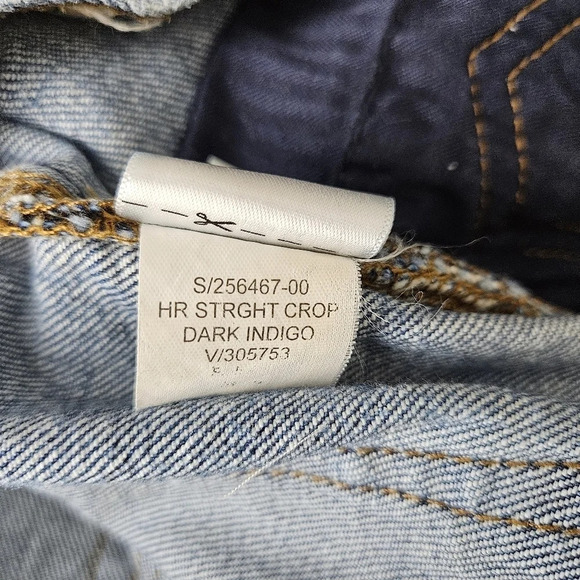 S/256467-00
HR STRGHT CROP
DARK INDIGO
V/305753